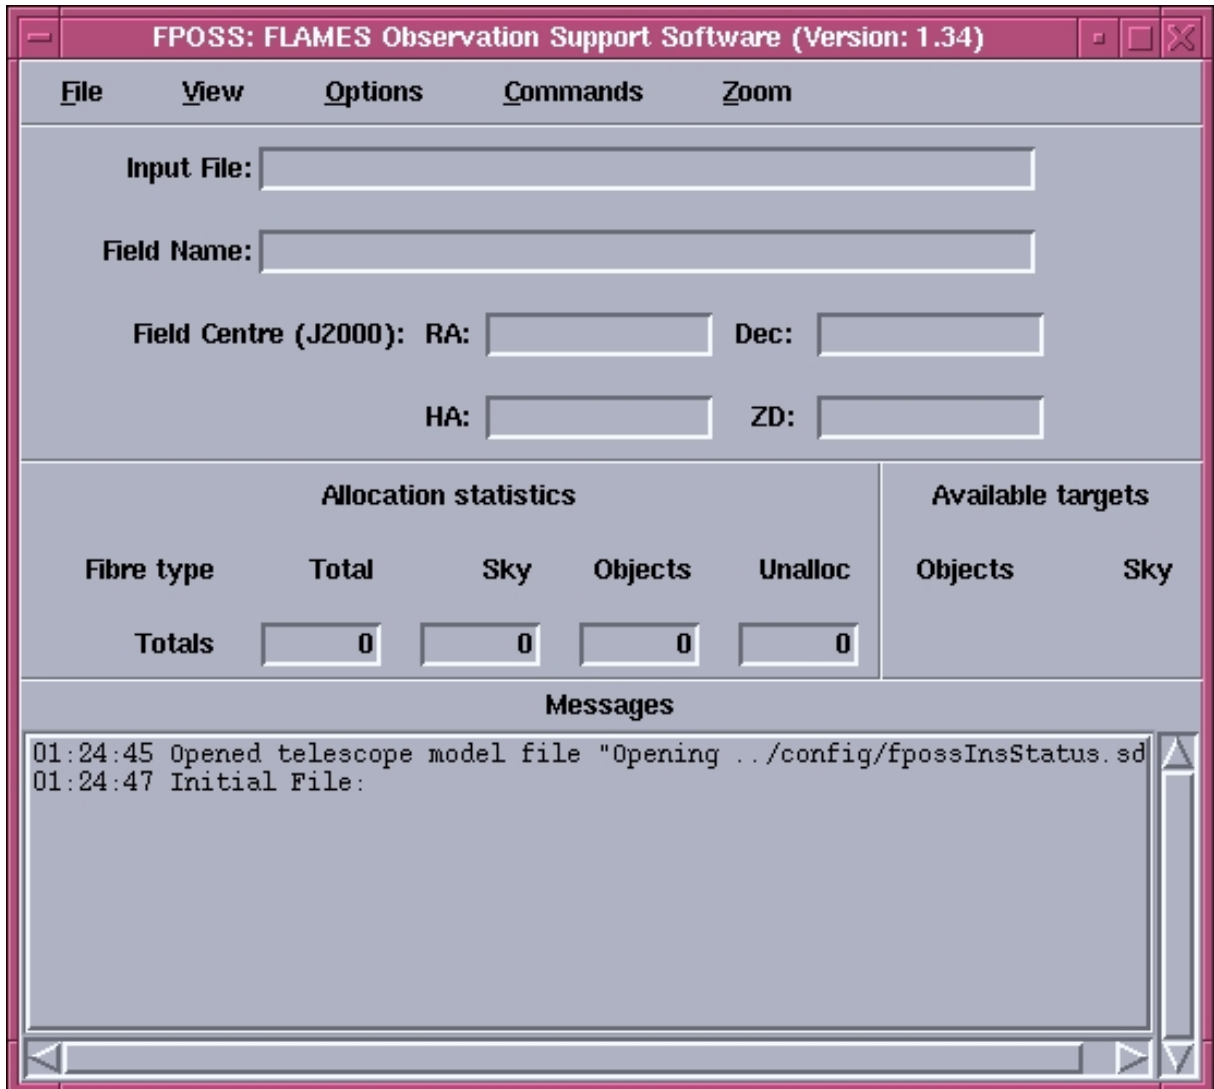 FPOSS: FLAMES Observation Support Software (Version: 1.34)
File View Options Commands Zoom
Input File:
Field Name:
Field Centre (J2000): RA: Dec:
HA: ZD:
Allocation statistics Available targets
Fibre type Total Sky Objects Unalloc Objects Sky
Totals 0 0 0 0
Messages
01:24:45 Opened telescope model file "Opening ../config/fpossInsStatus.sd
01:24:47 Initial File: